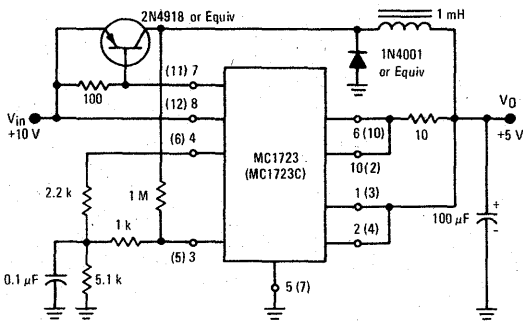 2N4918 or Equiv
1 mH
1N4001
or Equiv
100
(11) 7
Vin
+10 V
(12) 8
(6) 4
MC1723
(MC1723C)
6 (10)
10
VO
+5 V
10 (2)
2.2 k
1 M
1 (3)
100 μF
+
-
1 k
(5) 3
2 (4)
0.1 μF
5.1 k
5 (7)